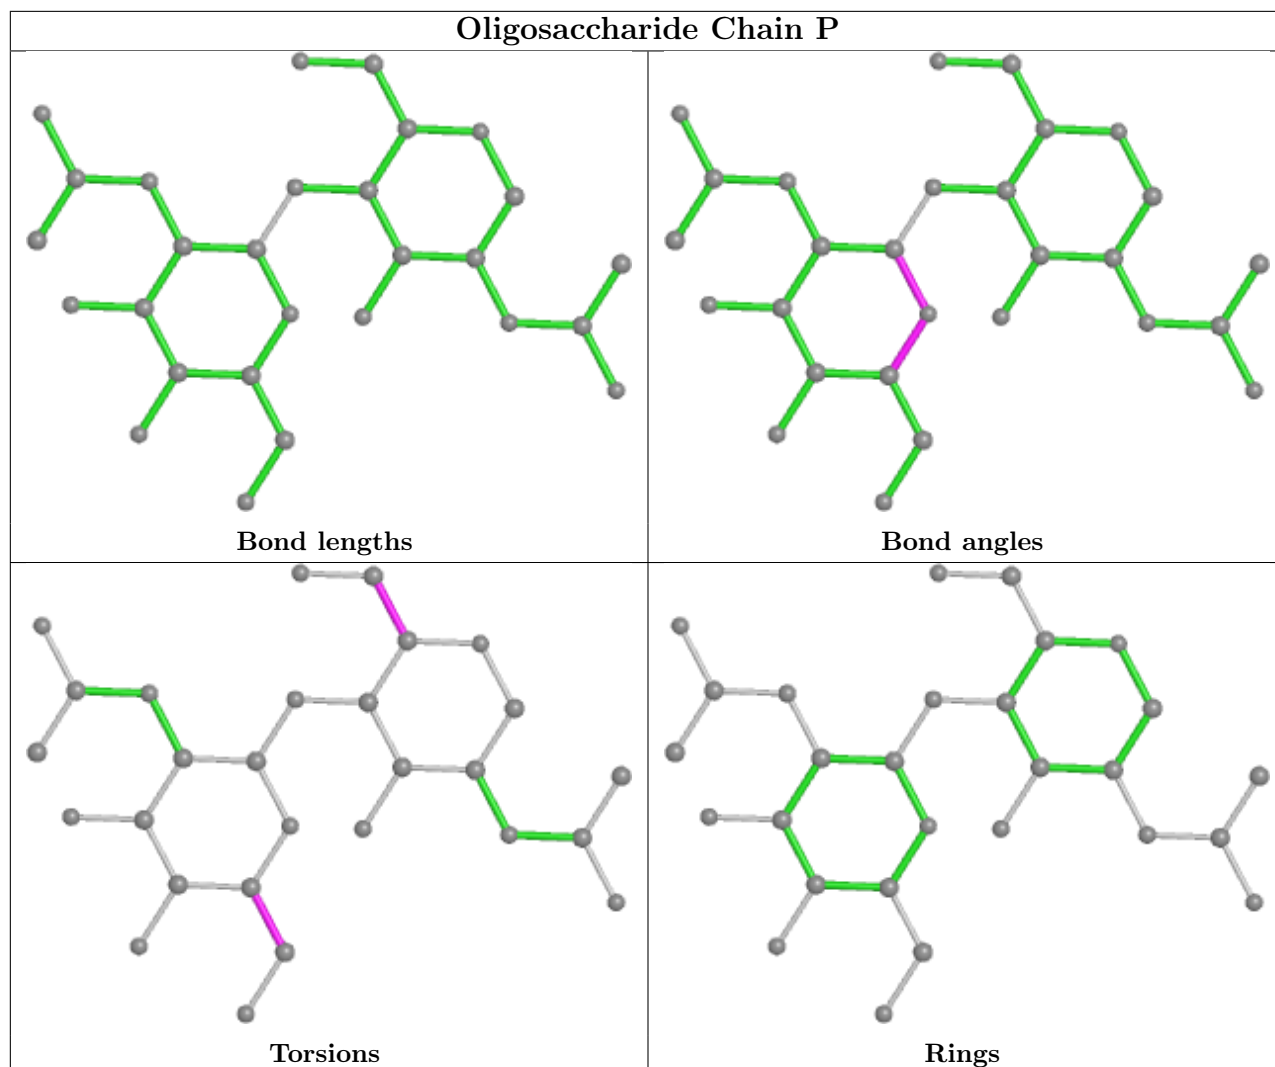 Oligosaccharide Chain P
Bond lengths
Bond angles
Torsions
Rings